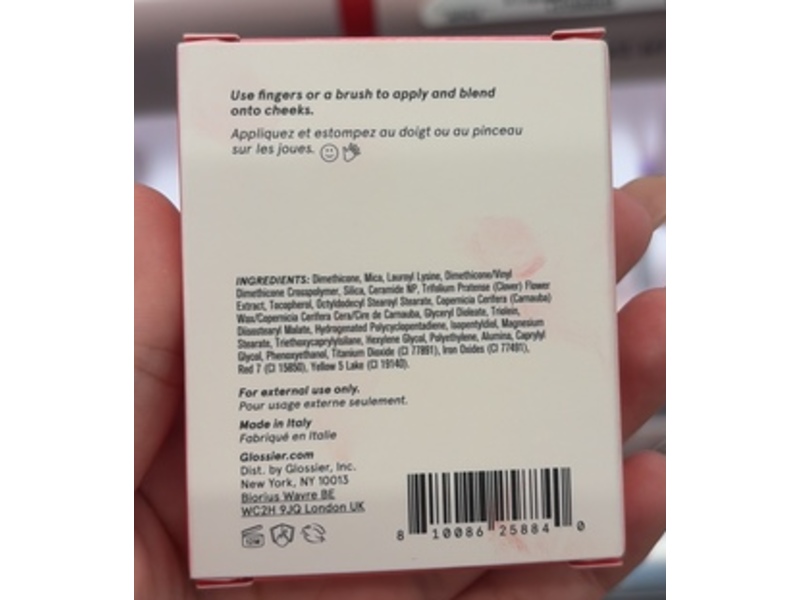 Use fingers or a brush to apply and blend
onto cheeks.
Appliquez et estompez au doigt ou au pinceau
sur les joues.
INGREDIENTS: Dimethicone, Mica, Lauroyl Lysine, Dimethicone/Vinyl
Dimethicone Crosspolymer, Silica, Ceramide NP, Trifolium Pratense (Clover) Flower
Extract, Tocopherol, Octyldodecyl Stearoyl Stearate, Copernicia Cerifera (Carnauba)
Wax/Copernicia Cerifera Cera/Cire de Carnauba, Glyceryl Dioleate, Triolein,
Diisostearyl Malate, Hydrogenated Polycyclopentadiene, Isopentyldiol, Magnesium
Stearate, Triethoxycaprylylsilane, Hexylene Glycol, Polyethylene, Alumina, Caprylyl
Glycol, Phenoxyethanol, Titanium Dioxide (CI 77891), Iron Oxides (CI 77491),
Red 7 (CI 15850), Yellow 5 Lake (CI 19140).
For external use only.
Pour usage externe seulement.
Made in Italy
Fabriqué en Italie
Glossier.com
Dist. by Glossier, Inc.
New York, NY 10013
Biorius Wavre BE
WC2H 9JQ London UK
8 10086 25884 0